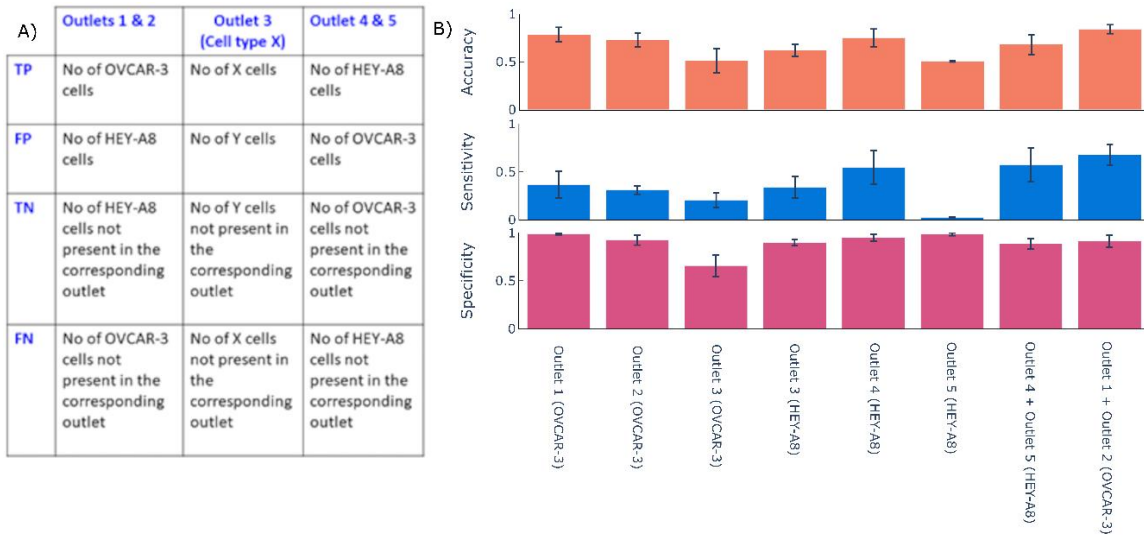 A)
Outlets 1 & 2
Outlet 3
(Cell type X)
Outlet 4 & 5
TP
No of OVCAR-3
cells
No of X cells
No of HEY-A8
cells
FP
No of HEY-A8
cells
No of Y cells
No of OVCAR-3
cells
TN
No of HEY-A8
cells not
present in the
corresponding
outlet
No of Y cells
not present in
the
corresponding
outlet
No of OVCAR-3
cells not
present in the
corresponding
outlet
FN
No of OVCAR-3
cells not
present in the
corresponding
outlet
No of X cells
not present in
the
corresponding
outlet
No of HEY-A8
cells not
present in the
corresponding
outlet
B)
Accuracy
1
0.5
0
Sensitivity
1
0.5
0
Specificity
1
0.5
0
Outlet 1 (OVCAR-3)
Outlet 2 (OVCAR-3)
Outlet 3 (OVCAR-3)
Outlet 3 (HEY-A8)
Outlet 4 (HEY-A8)
Outlet 5 (HEY-A8)
Outlet 4 + Outlet 5 (HEY-A8)
Outlet 1 + Outlet 2 (OVCAR-3)